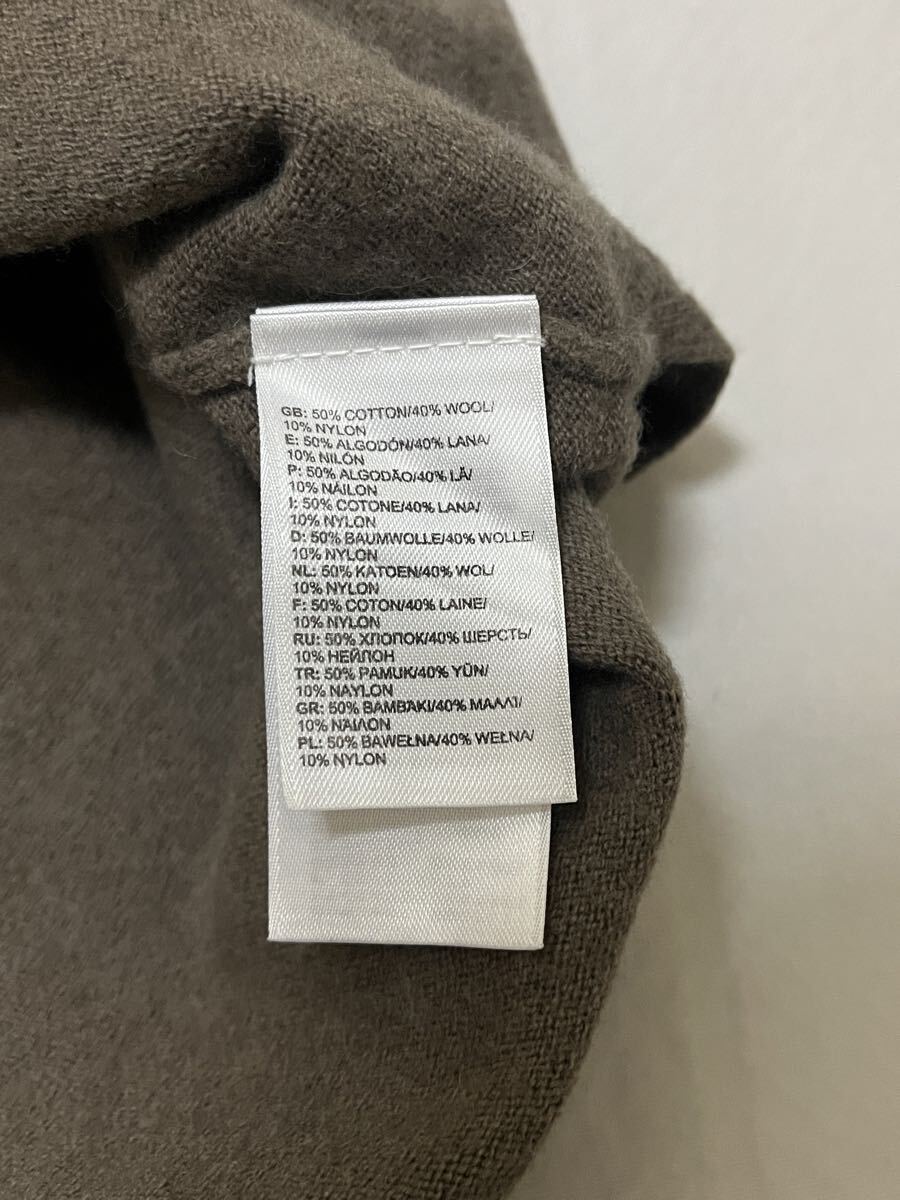 GB: 50% COTTON/40% WOOL/
10% NYLON
E: 50% ALGODÓN/40% LANA/
10% NILÓN
P: 50% ALGODÃO/40% LÃ/
10% NÁILON
I: 50% COTONE/40% LANA/
10% NYLON
D: 50% BAUMWOLLE/40% WOLLE/
10% NYLON
NL: 50% KATOEN/40% WOL/
10% NYLON
F: 50% COTON/40% LAINE/
10% NYLON
RU: 50% ХЛОПОК/40% ШЕРСТЬ/
10% НЕЙЛОН
TR: 50% PAMUK/40% YÜN/
10% NAYLON
GR: 50% ΒΑΜΒΆΚΙ/40% ΜΑΛΛΊ/
10% ΝΆΙΛΟΝ
PL: 50% BAWEŁNA/40% WEŁNA/
10% NYLON